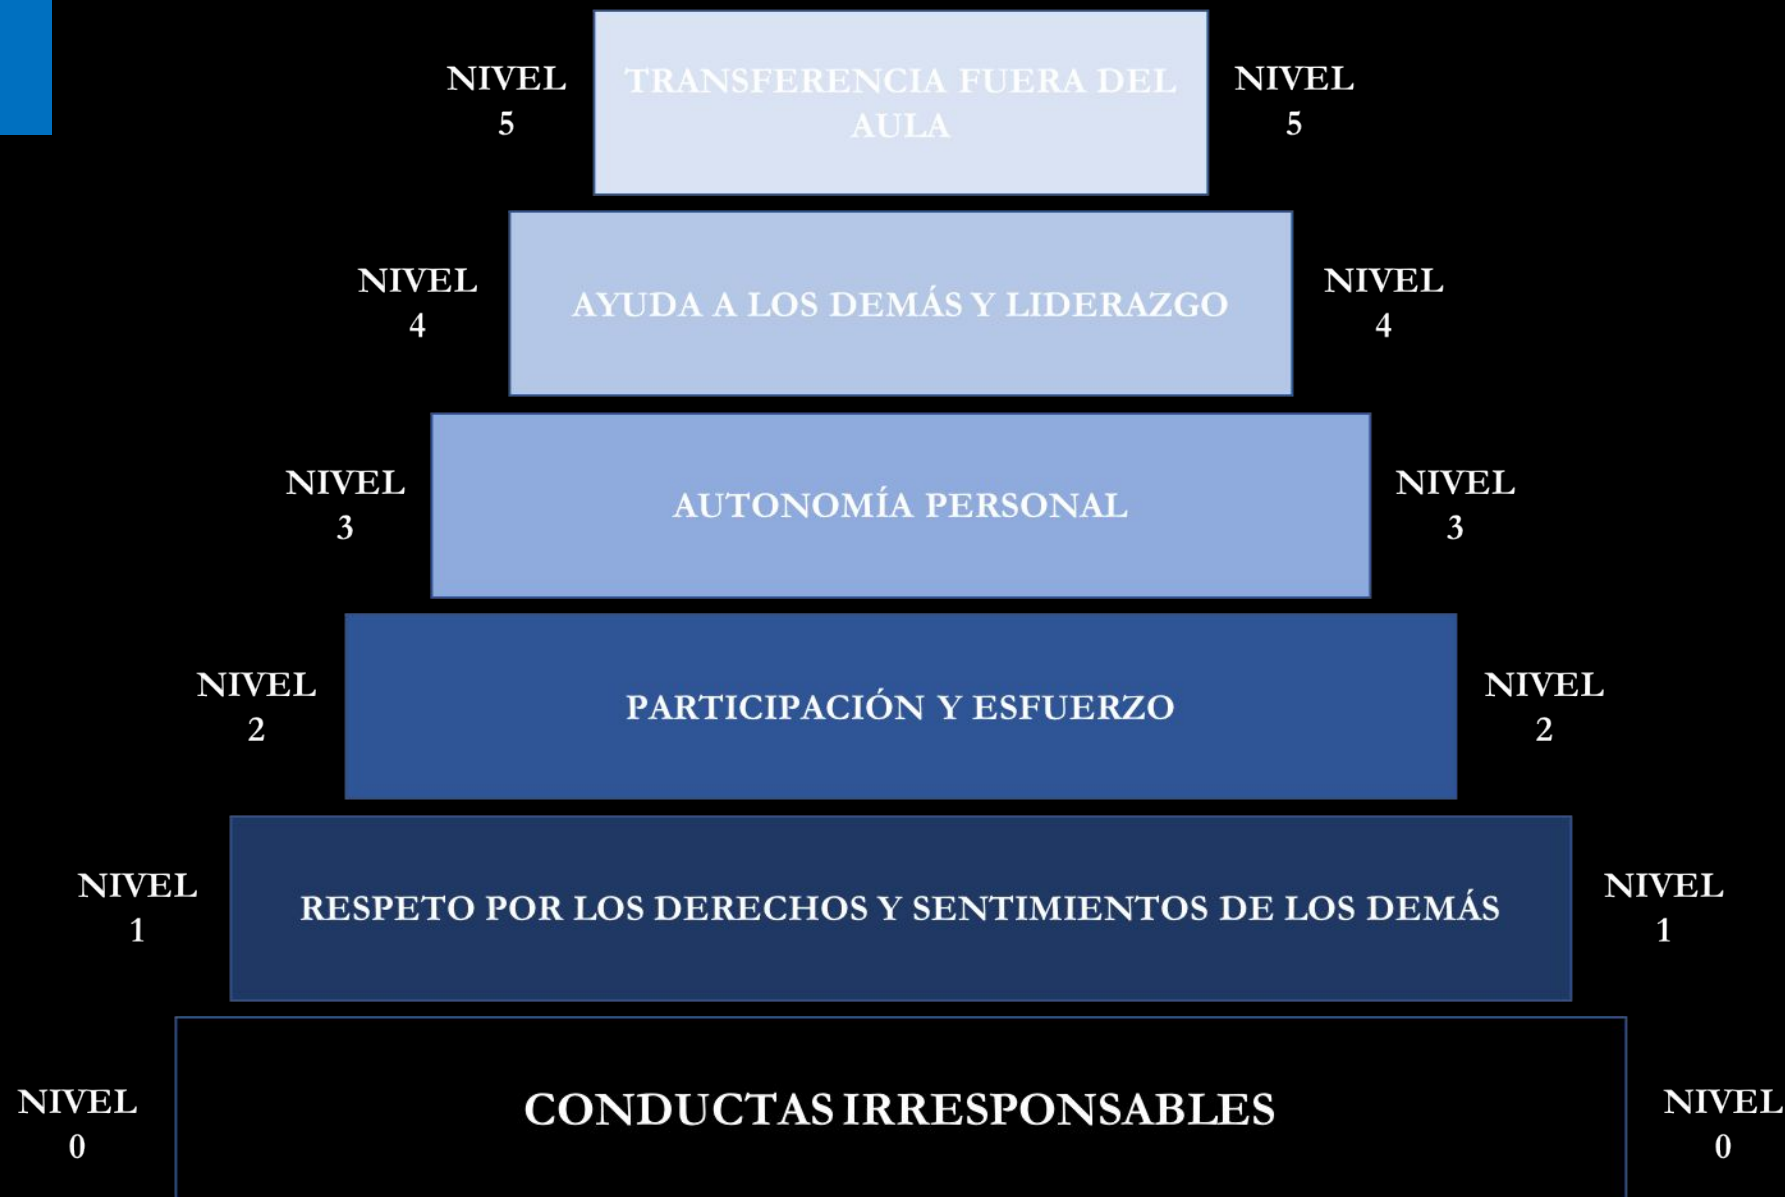 NIVEL
5
TRANSFERENCIA FUERA DEL
AULA
NIVEL
5
NIVEL
4
AYUDA A LOS DEMÁS Y LIDERAZGO
NIVEL
4
NIVEL
3
AUTONOMÍA PERSONAL
NIVEL
3
NIVEL
2
PARTICIPACIÓN Y ESFUERZO
NIVEL
2
NIVEL
1
RESPETO POR LOS DERECHOS Y SENTIMIENTOS DE LOS DEMÁS
NIVEL
1
NIVEL
0
CONDUCTAS IRRESPONSABLES
NIVEL
0